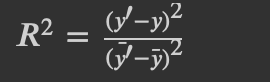 R² = (y′−y)² / (ȳ′−ȳ)²